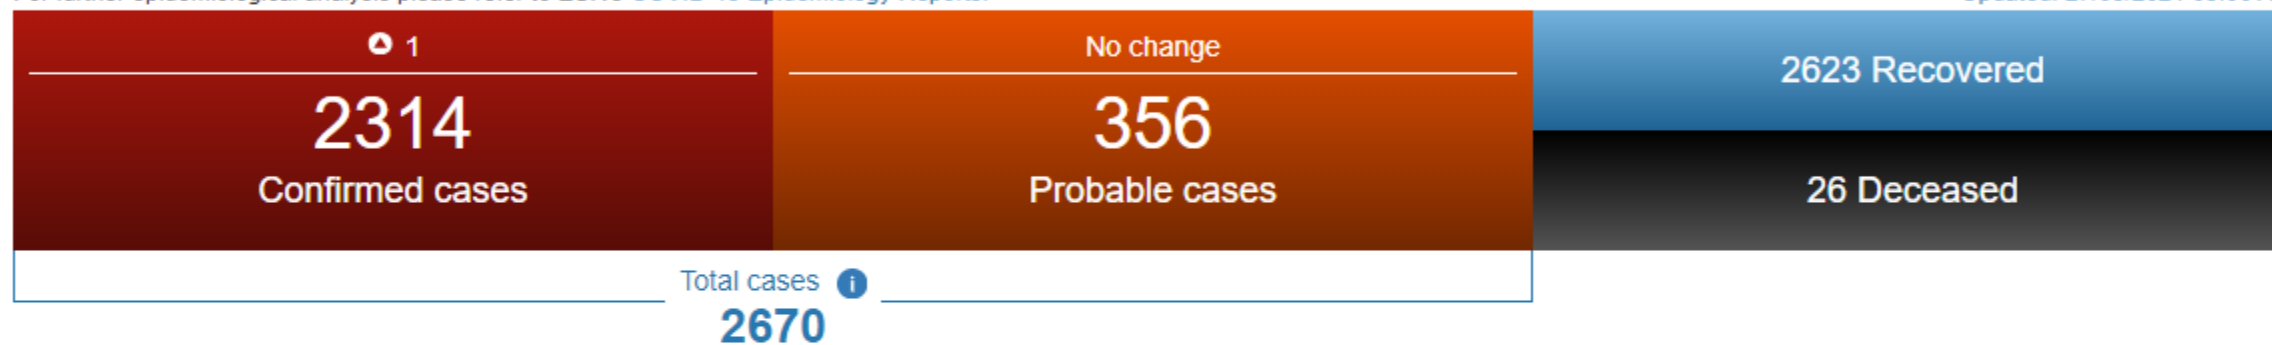 1
2314
Confirmed cases
No change
356
Probable cases
2623 Recovered
26 Deceased
Total cases i
2670